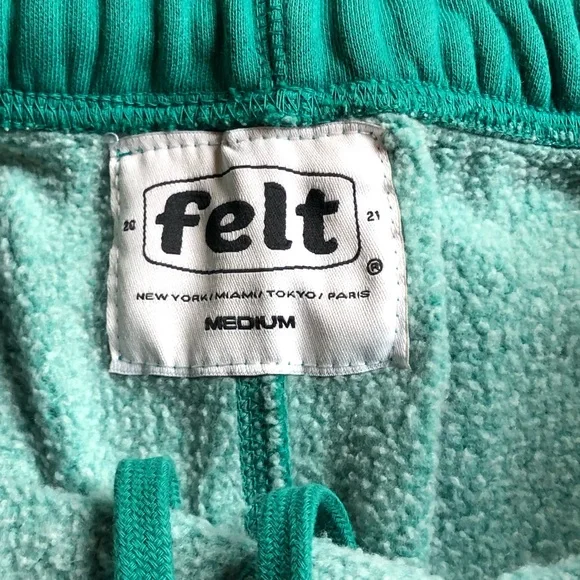 20 felt 21
®
NEW YORK/MIAMI/TOKYO/PARIS
MEDIUM